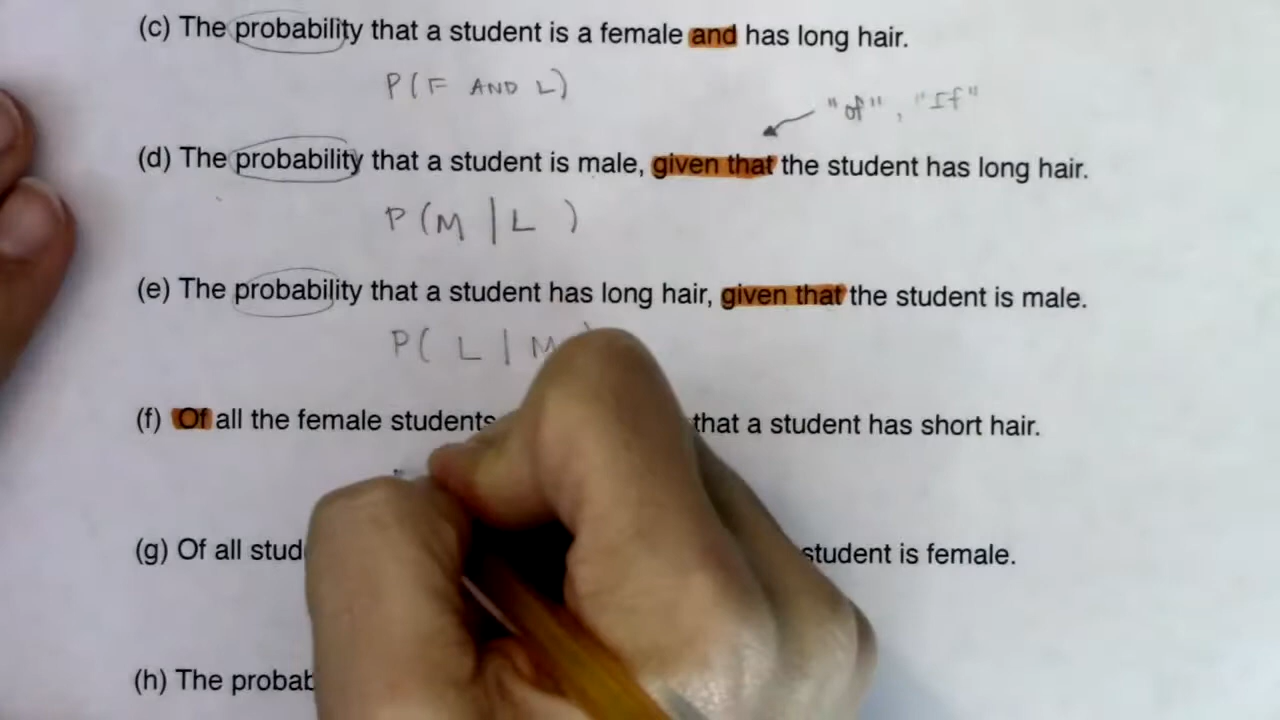 (c) The probability that a student is a female and has long hair.
P(F AND L)
"of", "If"
(d) The probability that a student is male, given that the student has long hair.
P(M | L )
(e) The probability that a student has long hair, given that the student is male.
P( L | M )
(f) Of all the female students that a student has short hair.
(g) Of all student is female.
(h) The